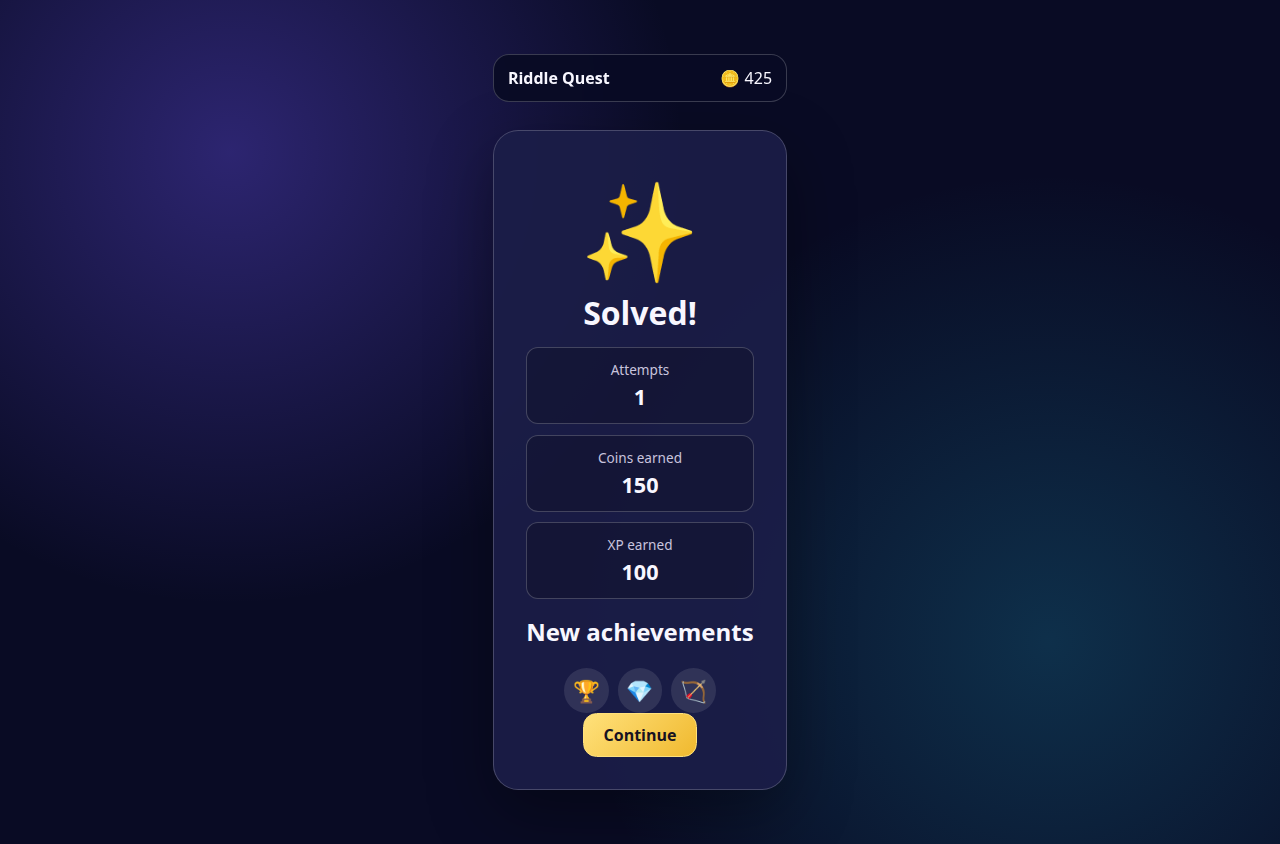 Riddle Quest 🪙 425
Solved!
Attempts
1
Coins earned
150
XP earned
100
New achievements
Continue